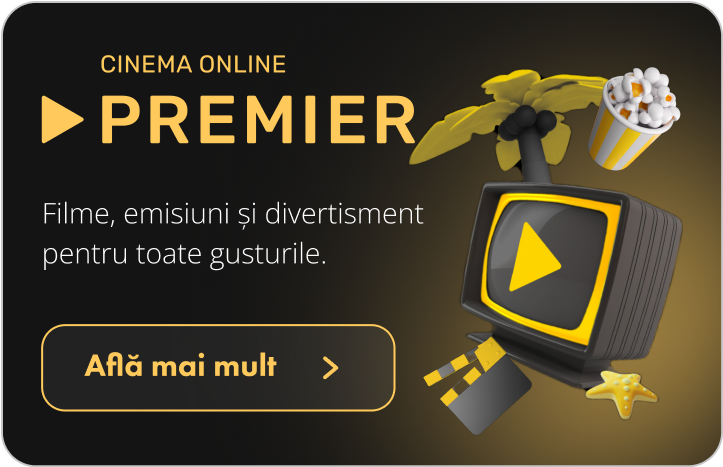 CINEMA ONLINE
PREMIER
Filme, emisiuni și divertisment
pentru toate gusturile.
Află mai mult